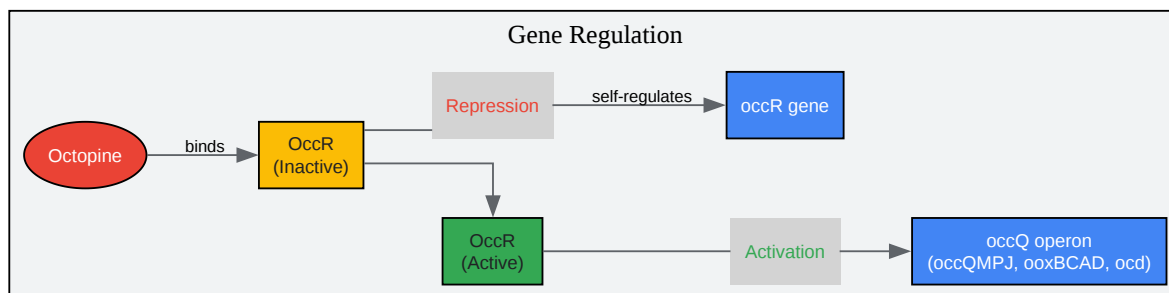 Gene Regulation
Repression
self-regulates
occR gene
Octopine
binds
OccR
(Inactive)
OccR
(Active)
Activation
occQ operon
(occQMPJ, ooxBCAD, ocd)